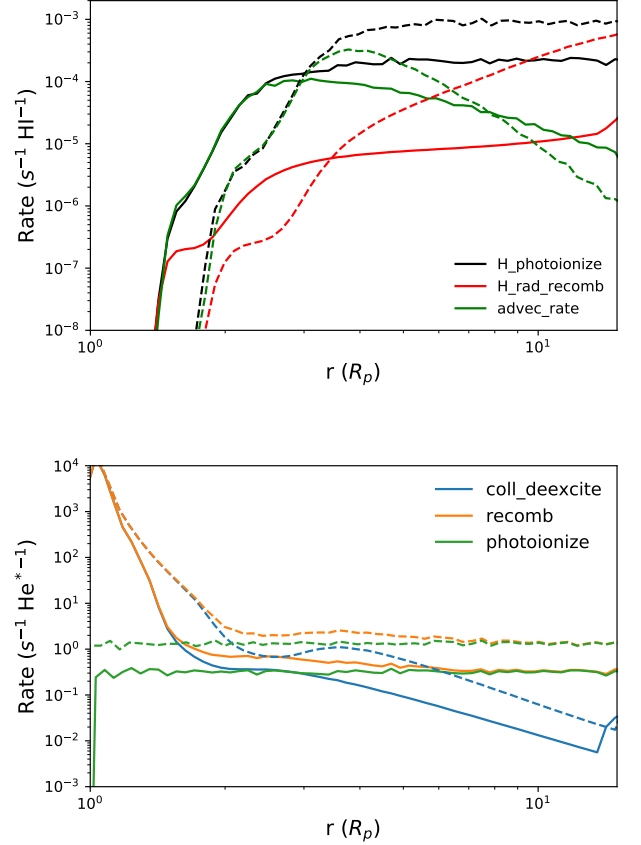 Rate (s⁻¹ HI⁻¹)
10⁻³
10⁻⁴
10⁻⁵
10⁻⁶
10⁻⁷
10⁻⁸
H_photoionize
H_rad_recomb
advec_rate
10⁰
10¹
r (Rₚ)
Rate (s⁻¹ He*⁻¹)
10⁴
10³
10²
10¹
10⁰
10⁻¹
10⁻²
10⁻³
coll_deexcite
recomb
photoionize
10⁰
10¹
r (Rₚ)